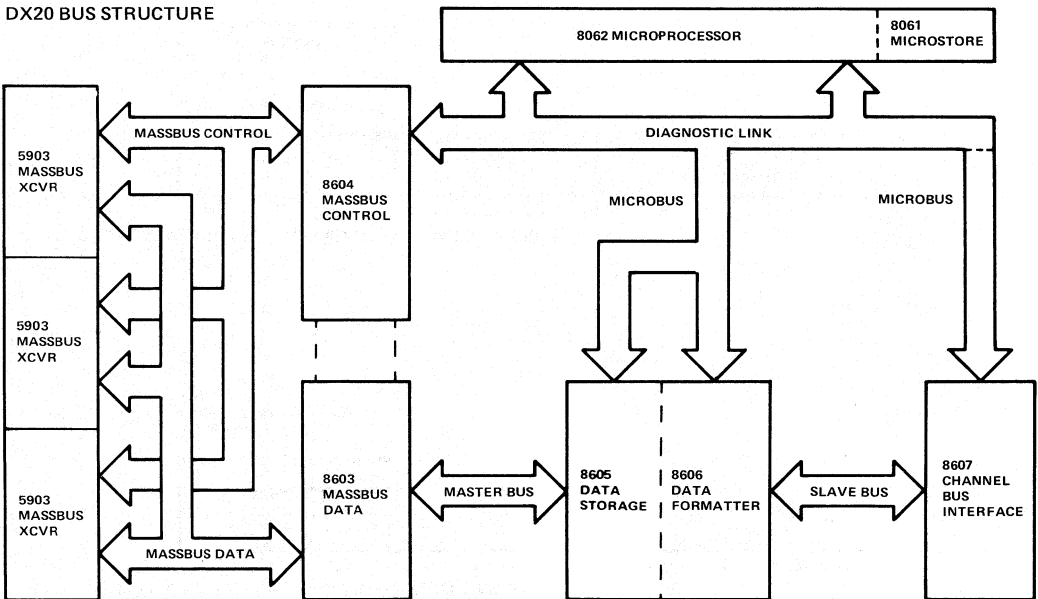 DX20 BUS STRUCTURE
8062 MICROPROCESSOR
8061
MICROSTORE
MASSBUS CONTROL
DIAGNOSTIC LINK
5903
MASSBUS
XCVR
8604
MASSBUS
CONTROL
MICROBUS
MICROBUS
5903
MASSBUS
XCVR
5903
MASSBUS
XCVR
8603
MASSBUS
DATA
MASTER BUS
8605
DATA
STORAGE
8606
DATA
FORMATTER
SLAVE BUS
8607
CHANNEL
BUS
INTERFACE
MASSBUS DATA